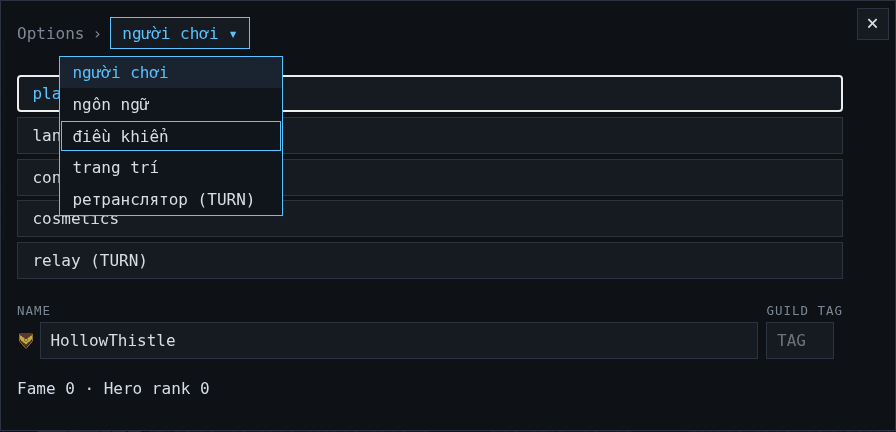 Options › người chơi ▾
×
người chơi
ngôn ngữ
điều khiển
trang trí
ретранслятор (TURN)
pla
lan
con
cosmetics
relay (TURN)
NAME
GUILD TAG
HollowThistle
TAG
Fame 0 · Hero rank 0